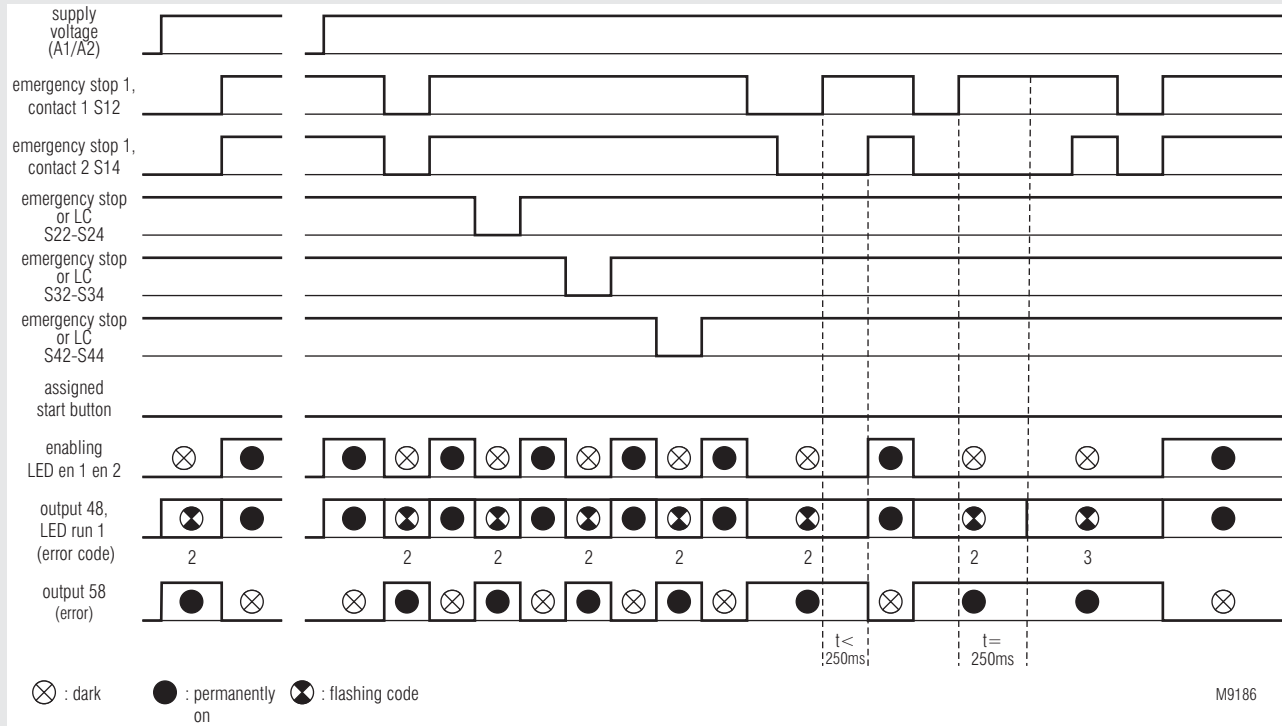 supply
voltage
(A1/A2)
emergency stop 1,
contact 1 S12
emergency stop 1,
contact 2 S14
emergency stop
or LC
S22-S24
emergency stop
or LC
S32-S34
emergency stop
or LC
S42-S44
assigned
start button
enabling
LED en 1 en 2
output 48,
LED run 1
(error code)
2 2 2 2 2 2 2 3
output 58
(error)
t<
250ms
t=
250ms
: dark : permanently on : flashing code
M9186